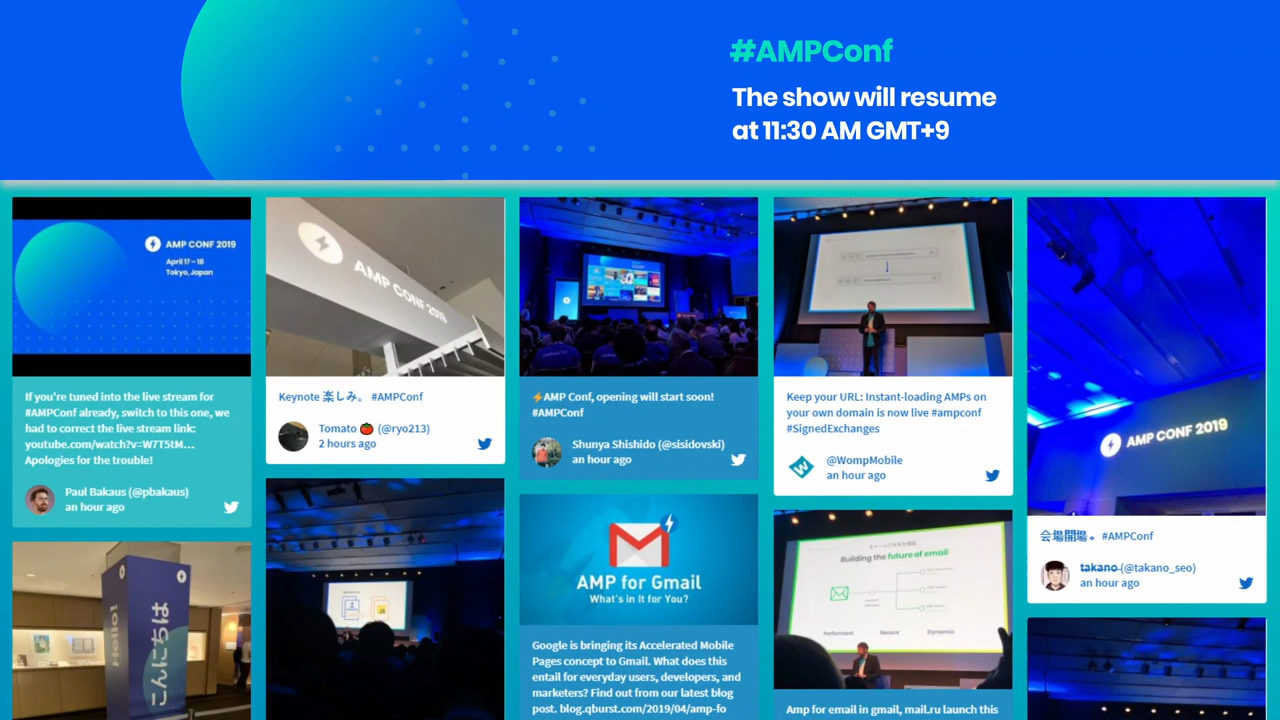 #AMPConf
The show will resume
at 11:30 AM GMT+9
AMP CONF 2019
April 17 – 18
Tokyo, Japan
If you're tuned into the live stream for
#AMPConf already, switch to this one, we
had to correct the live stream link:
youtube.com/watch?v=W7T5tM...
Apologies for the trouble!
Paul Bakaus (@pbakaus)
an hour ago
Hello!
こんにちは
AMP CONF 2019
Keynote 楽しみ。 #AMPConf
Tomato 🍅 (@ryo213)
2 hours ago
⚡AMP Conf, opening will start soon!
#AMPConf
Shunya Shishido (@sisidovski)
an hour ago
AMP for Gmail
What's in it for You?
Google is bringing its Accelerated Mobile
Pages concept to Gmail. What does this
entail for everyday users, developers, and
marketers? Find out from our latest blog
post. blog.qburst.com/2019/04/amp-fo
Keep your URL: Instant-loading AMPs on
your own domain is now live #ampconf
#SignedExchanges
W
@WompMobile
an hour ago
Building the future of email
Performant Secure Dynamic
Amp for email in gmail, mail.ru launch this
AMP CONF 2019
会場開場。 #AMPConf
takano (@takano_seo)
an hour ago